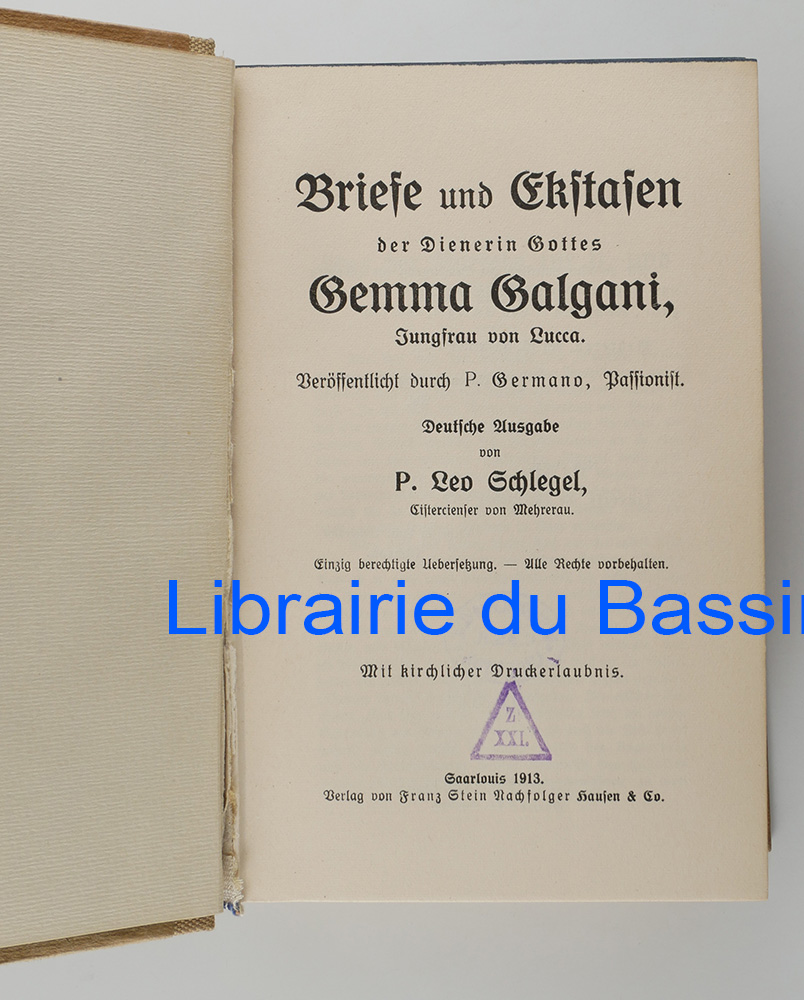 Briefe und Ekstasen
der Dienerin Gottes
Gemma Galgani,
Jungfrau von Lucca.
Veröffentlicht durch P. Germano, Passionist.
Deutsche Ausgabe
von
P. Leo Schlegel,
Cistercienser von Mehrerau.
Einzig berechtigte Uebersetzung. — Alle Rechte vorbehalten.
Librairie du Bassin
Mit kirchlicher Druckerlaubnis.
Z
XXI.
Saarlouis 1913.
Verlag von Franz Stein Nachfolger Hausen & Co.